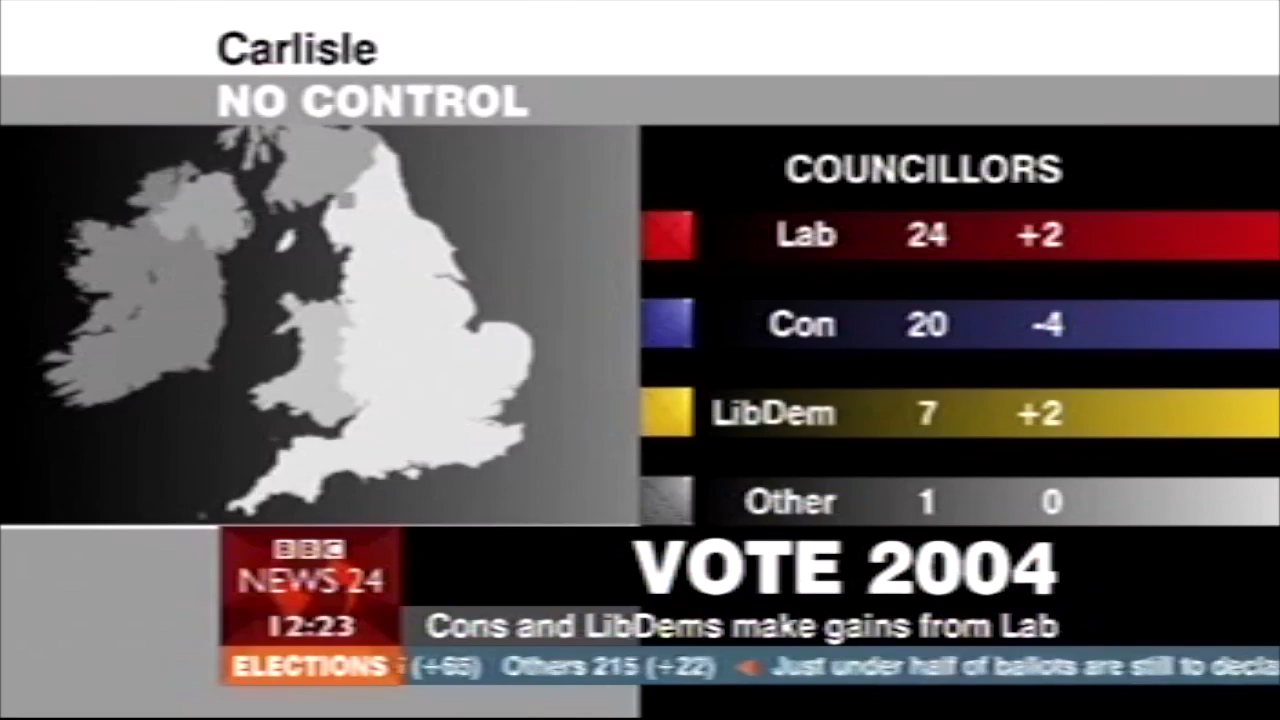 Carlisle
NO CONTROL
COUNCILLORS
Lab 24 +2
Con 20 -4
LibDem 7 +2
Other 1 0
BBC
NEWS 24
12:23
VOTE 2004
Cons and LibDems make gains from Lab
ELECTIONS (+65) Others 215 (+22) Just under half of ballots are still to decla